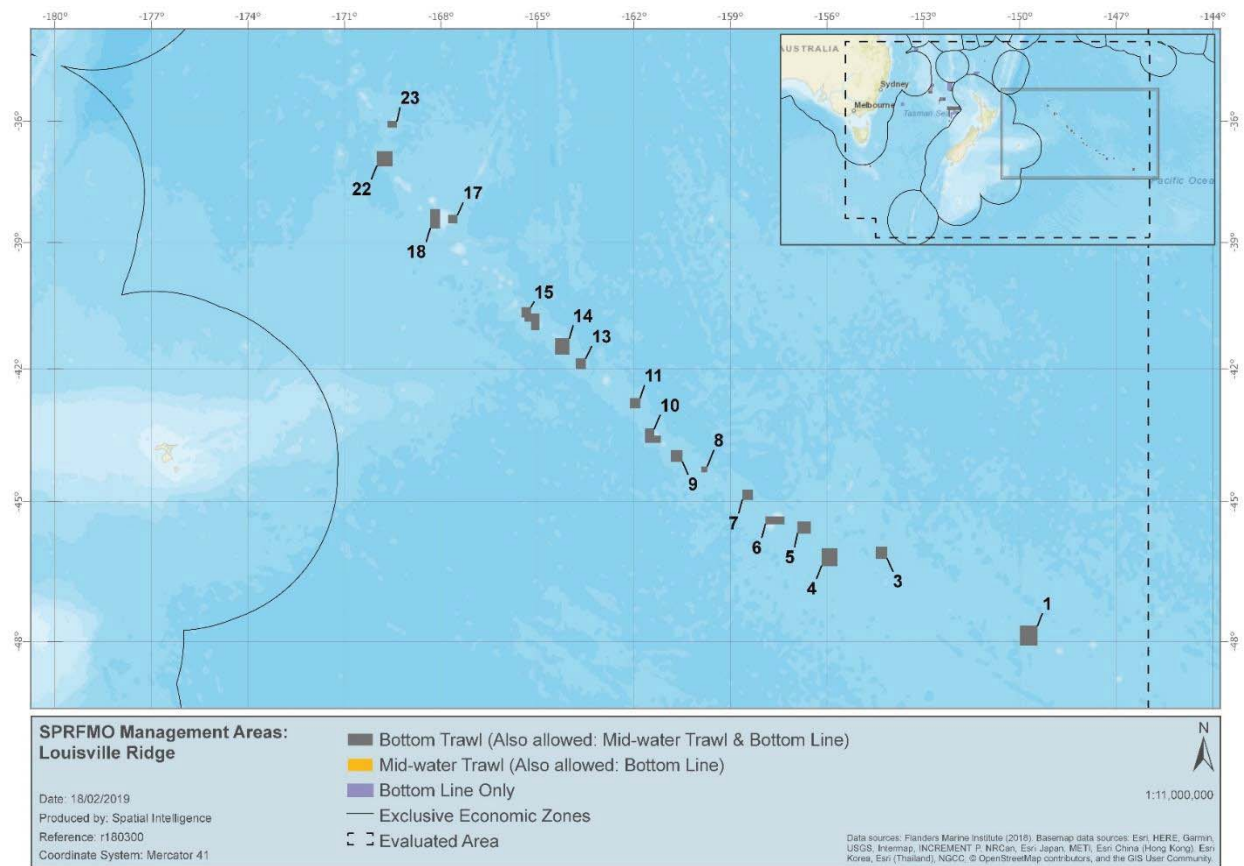 -180° -177° -171° -168° -165° -162° -159° -156° -153° -150° -147° -144°
-36°
-39°
-42°
-45°
-48°
-36°
-39°
-42°
-45°
-48°
AUSTRALIA
Sydney
Melbourne
Tasman Sea
Pacific Ocea
23
22
17
18
15
14
13
11
10
8
9
7
6
5
4
3
1
SPRFMO Management Areas:
Louisville Ridge
Date: 18/02/2019
Produced by: Spatial Intelligence
Reference: r180300
Coordinate System: Mercator 41
Bottom Trawl (Also allowed: Mid-water Trawl & Bottom Line)
Mid-water Trawl (Also allowed: Bottom Line)
Bottom Line Only
Exclusive Economic Zones
Evaluated Area
N
1:11,000,000
Data sources: Flanders Marine Institute (2018). Basemap data sources: Esri, HERE, Garmin,
USGS, Intermap, INCREMENT P, NRCan, Esri Japan, METI, Esri China (Hong Kong), Esri
Korea, Esri (Thailand), NGCC, © OpenStreetMap contributors, and the GIS User Community.